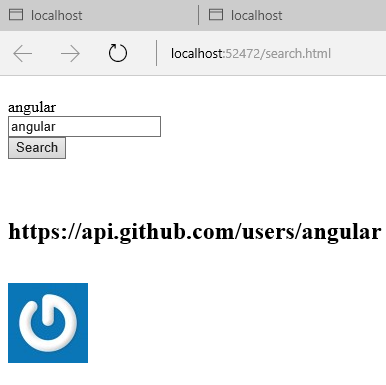 localhost
localhost
localhost:52472/search.html
angular
angular
Search
https://api.github.com/users/angular